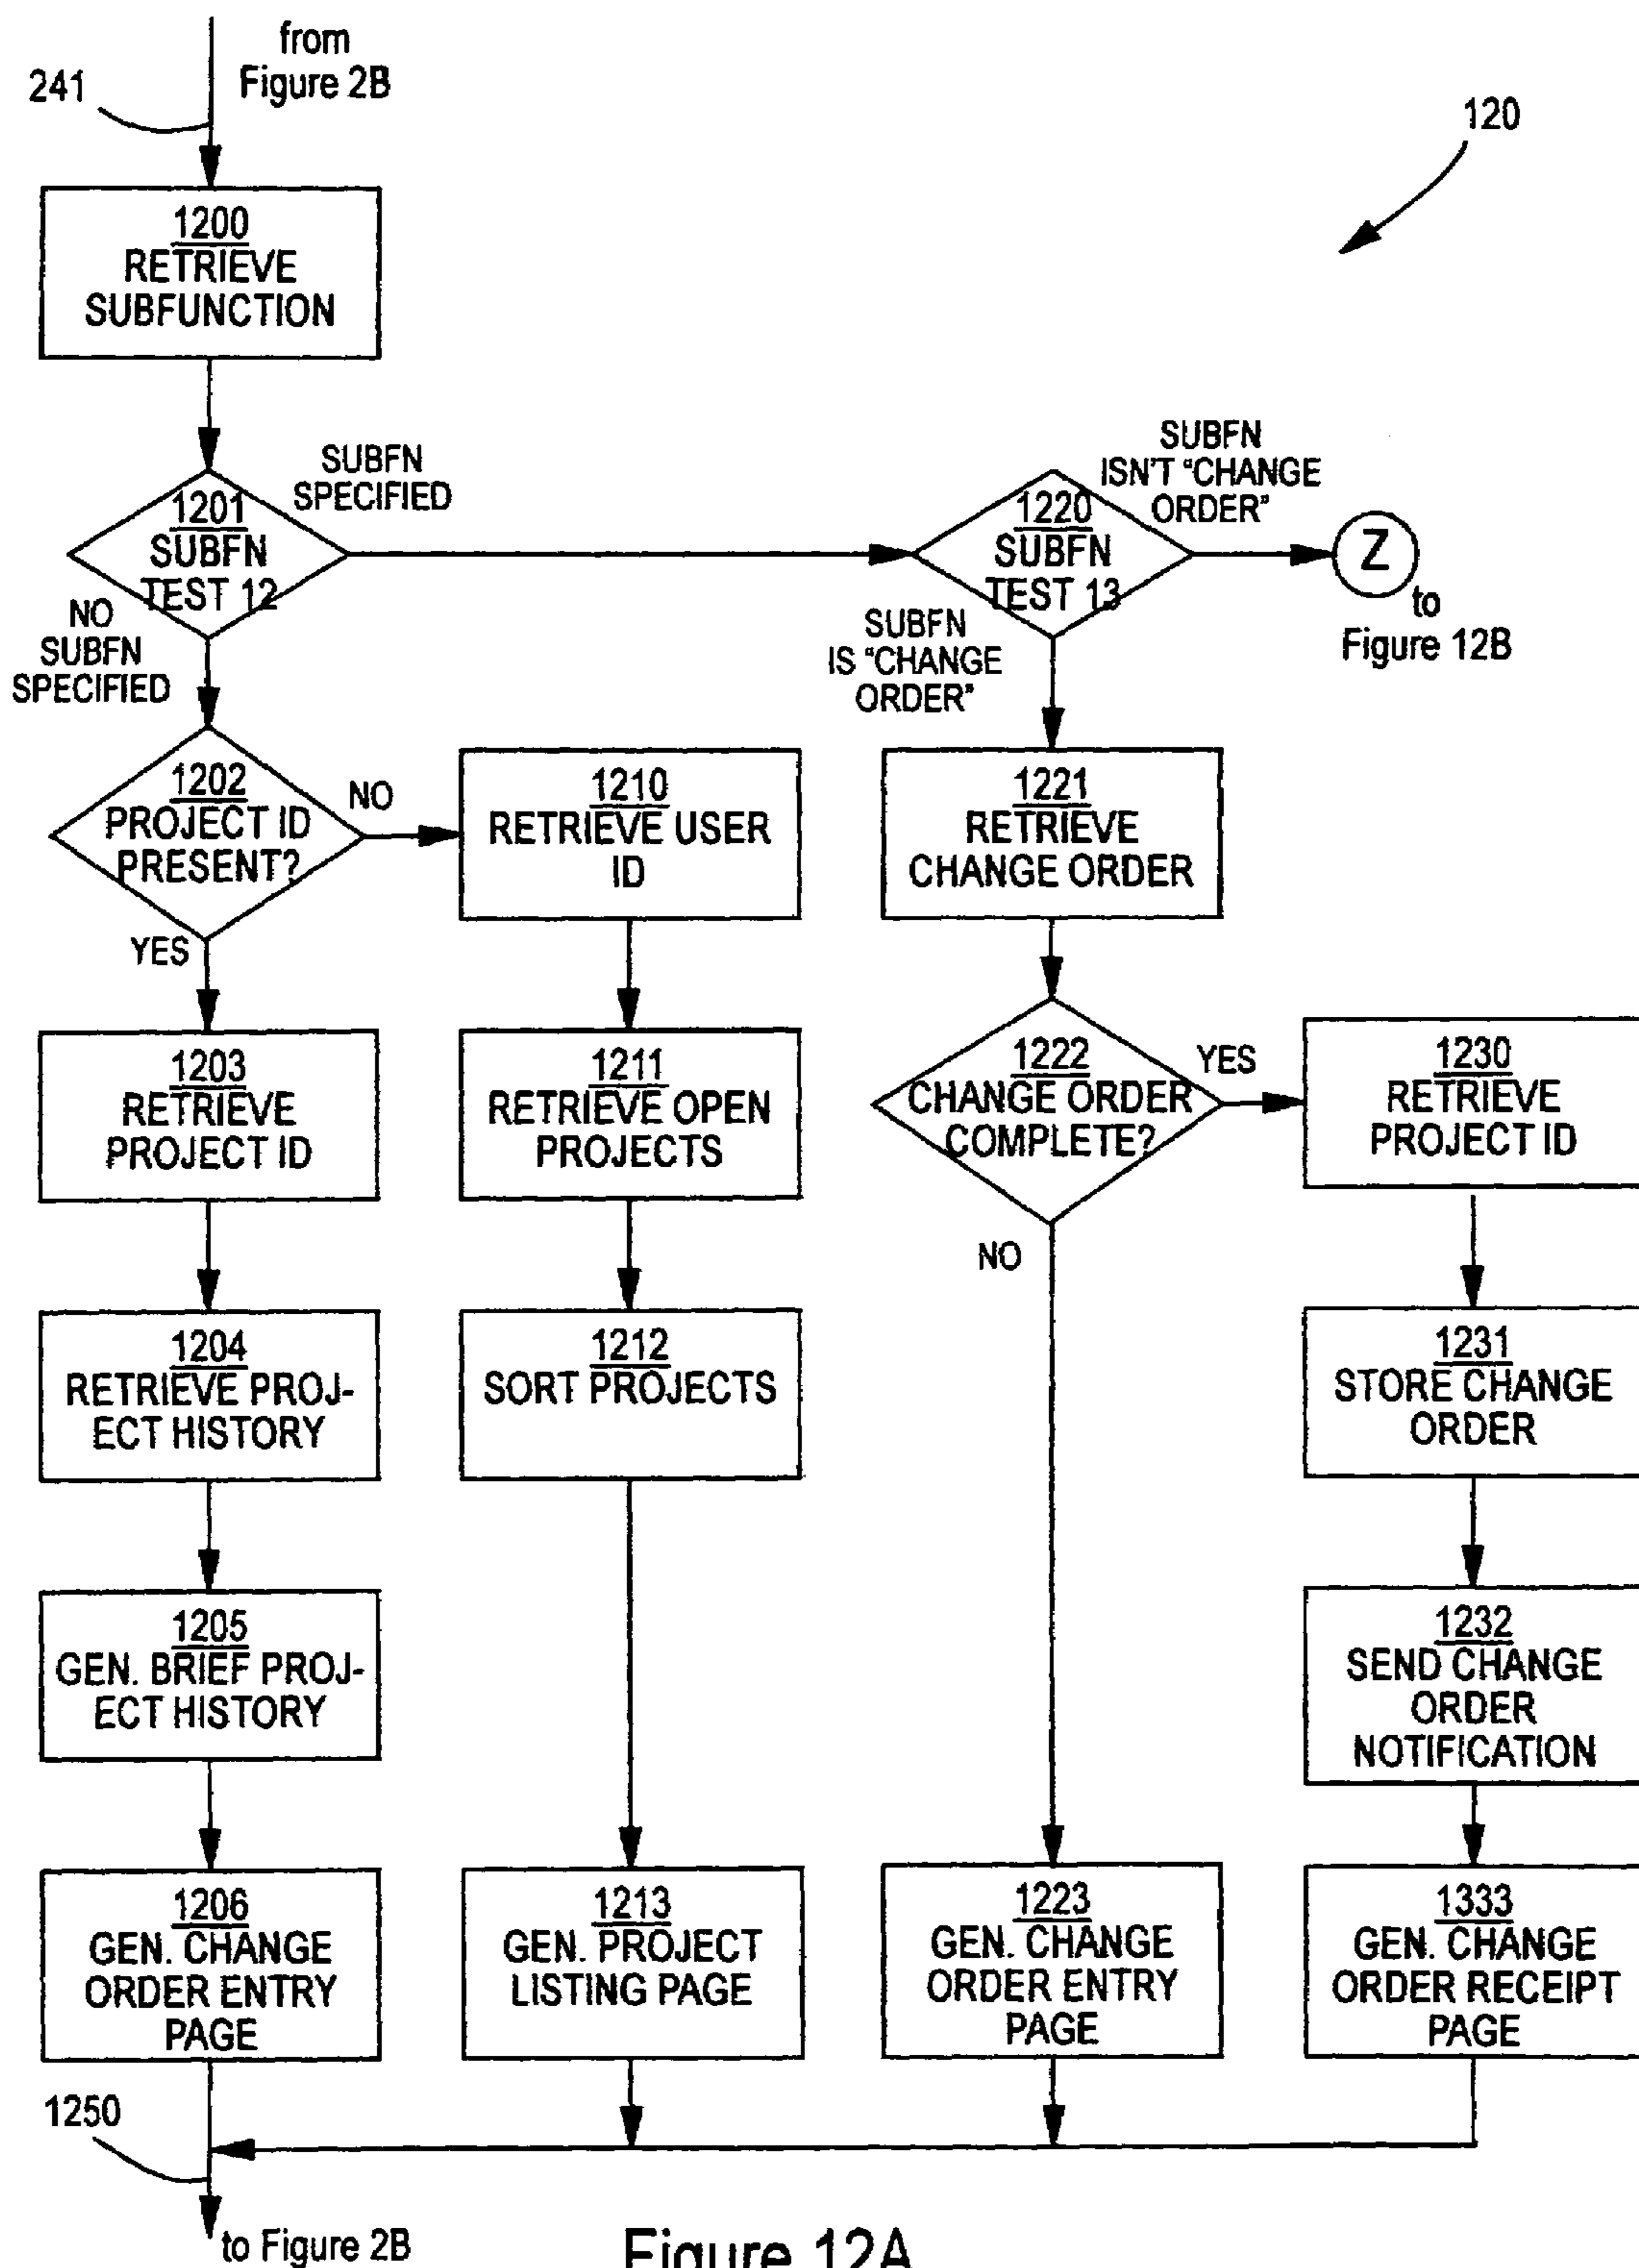 from
Figure 2B
241
120
1200
RETRIEVE
SUBFUNCTION
SUBFN
SPECIFIED
1201
SUBFN
TEST 12
SUBFN
ISN'T "CHANGE
ORDER"
1220
SUBFN
TEST 13
Z
to
Figure 12B
NO
SUBFN
SPECIFIED
SUBFN
IS "CHANGE
ORDER"
1202
PROJECT ID
PRESENT?
NO
YES
1210
RETRIEVE USER
ID
1221
RETRIEVE
CHANGE ORDER
1203
RETRIEVE
PROJECT ID
1211
RETRIEVE OPEN
PROJECTS
1222
CHANGE ORDER
COMPLETE?
YES
NO
1230
RETRIEVE
PROJECT ID
1204
RETRIEVE PROJ-
ECT HISTORY
1212
SORT PROJECTS
1231
STORE CHANGE
ORDER
1205
GEN. BRIEF PROJ-
ECT HISTORY
1232
SEND CHANGE
ORDER
NOTIFICATION
1206
GEN. CHANGE
ORDER ENTRY
PAGE
1213
GEN. PROJECT
LISTING PAGE
1223
GEN. CHANGE
ORDER ENTRY
PAGE
1333
GEN. CHANGE
ORDER RECEIPT
PAGE
1250
to Figure 2B
Figure 12A